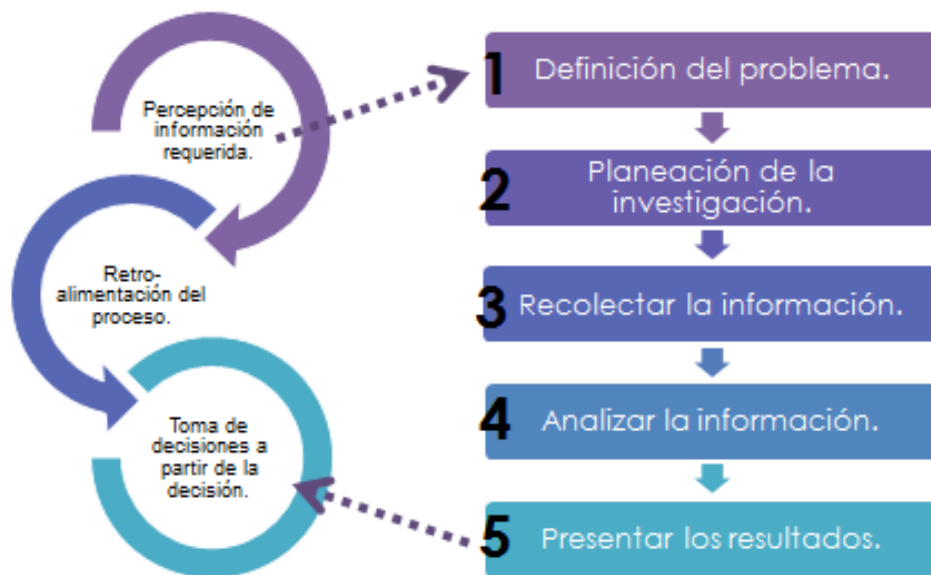 Percepción de
información
requerida.
Retro-
alimentación del
proceso.
Toma de
decisiones a
partir de la
decisión.
1 Definición del problema.
2 Planeación de la
investigación.
3 Recolectar la información.
4 Analizar la información.
5 Presentar los resultados.